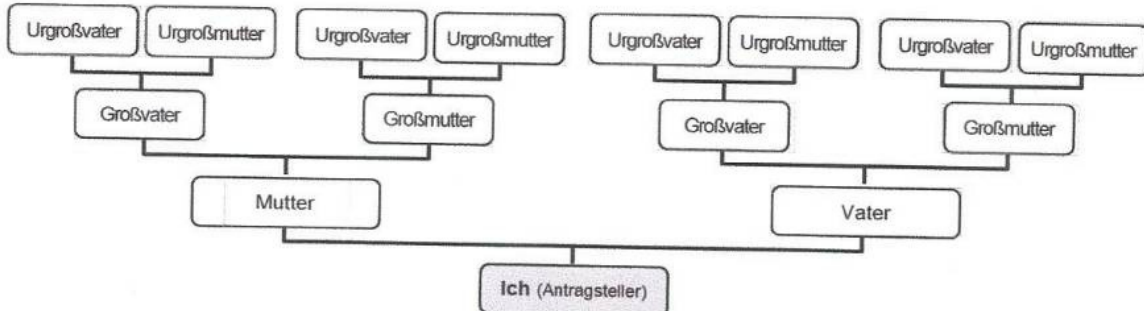 Urgroßvater Urgroßmutter Urgroßvater Urgroßmutter Urgroßvater Urgroßmutter Urgroßvater Urgroßmutter
Großvater Großmutter Großvater Großmutter
Mutter Vater
Ich (Antragsteller)